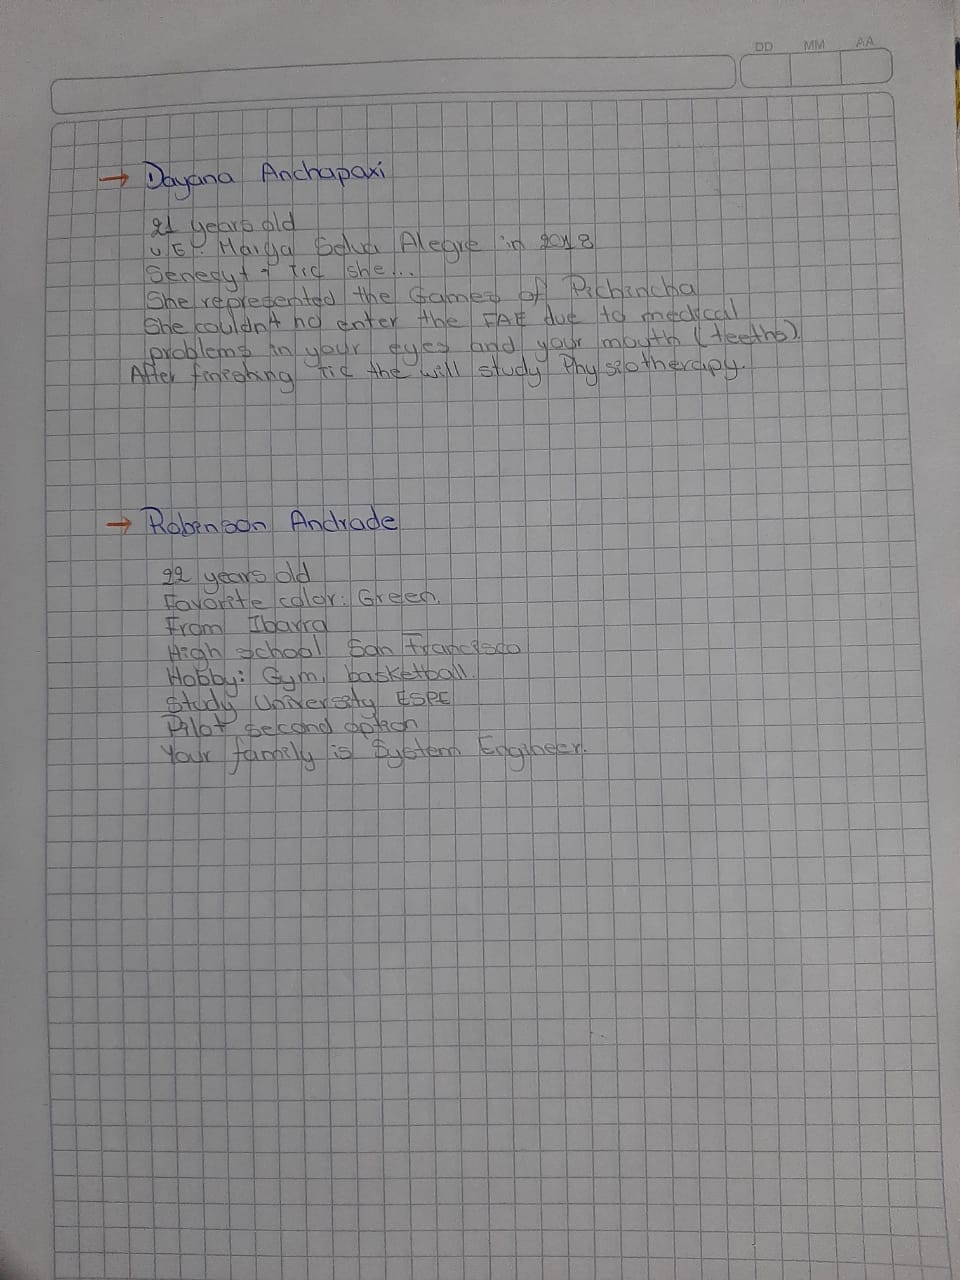 DD MM AA
→ Dayana Anchapaxi
21 years old
U.E. Marya Selva Alegre in 2018
Senecyt - Tic she...
She represented the Games of Pichincha
She couldn't no enter the FAE due to medical
problems in your eyes and your mouth (teeths).
After finishing Tic the will study Physiotherapy.
→ Robinson Andrade
22 years old
Favorite color: Green.
From Ibarra
High school San Francisco
Hobby: Gym, basketball.
Study University ESPE
Pilot second option
Your family is System Engineer.